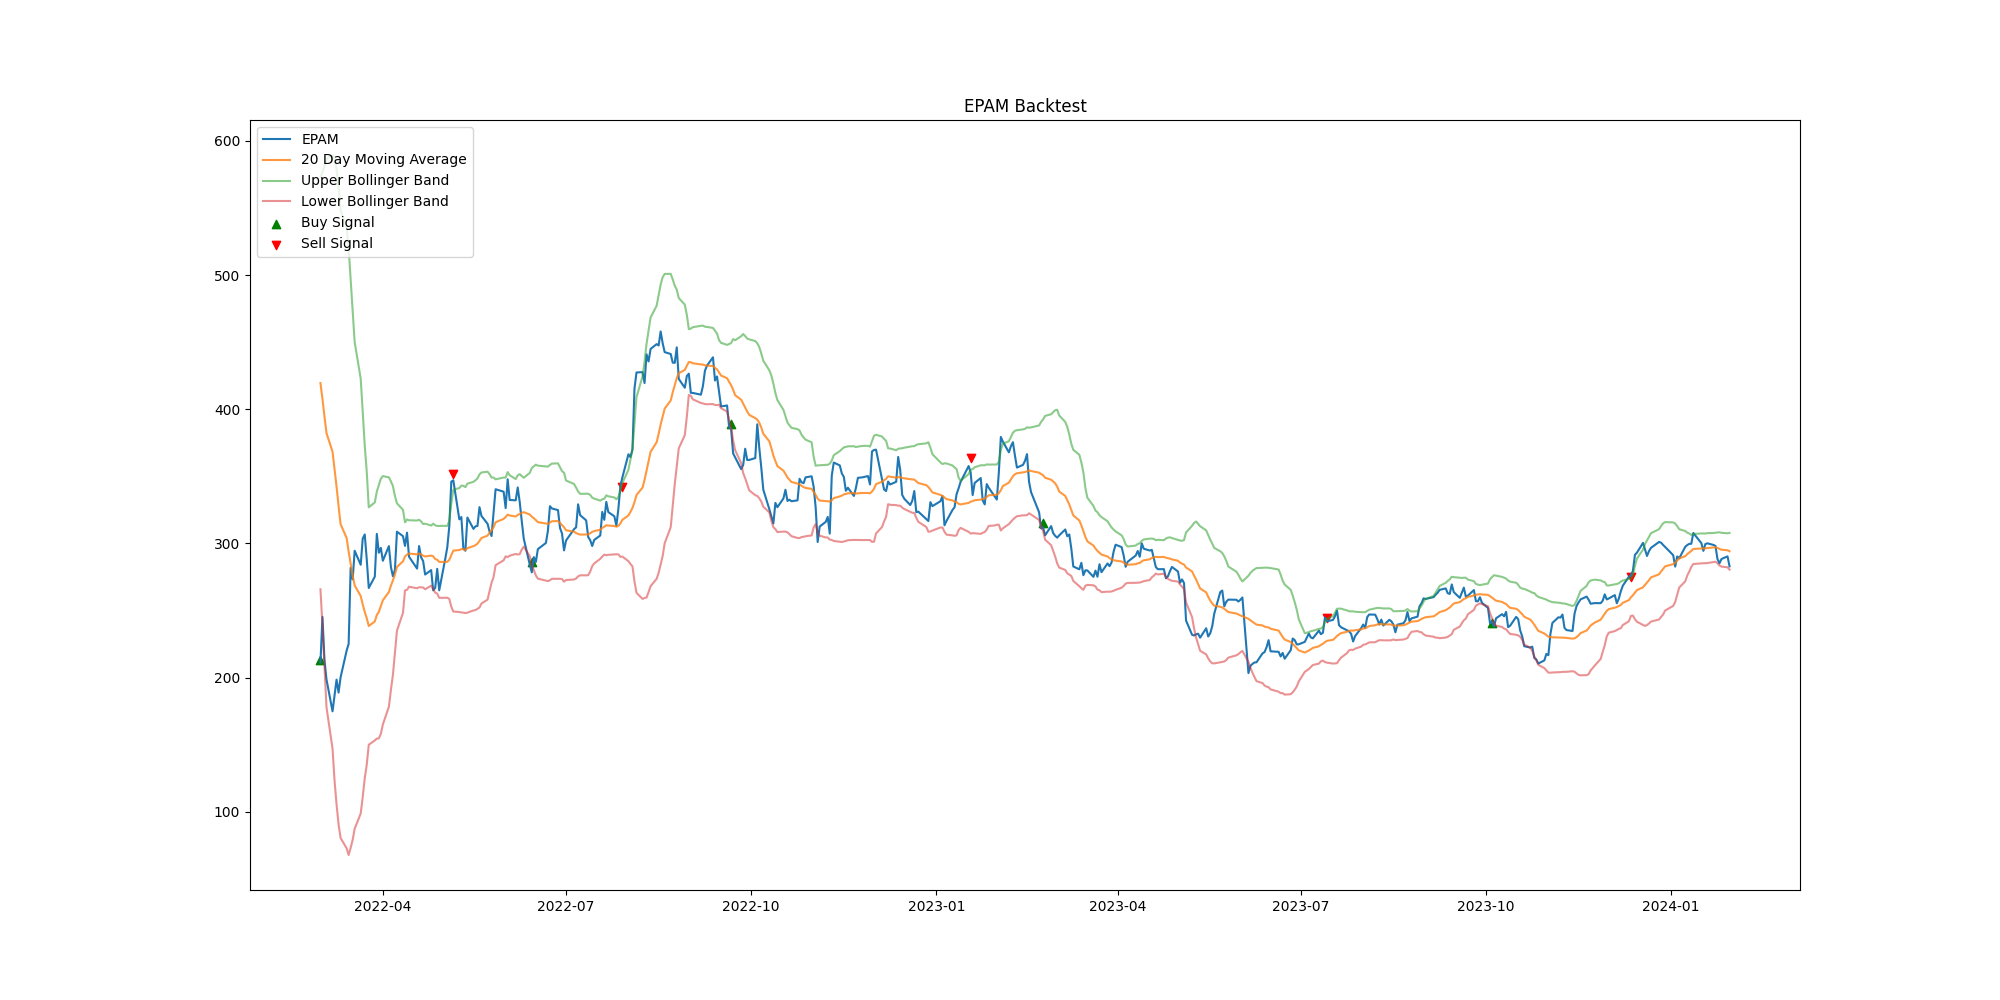 EPAM Backtest
600
500
400
300
200
100
EPAM
20 Day Moving Average
Upper Bollinger Band
Lower Bollinger Band
Buy Signal
Sell Signal
2022-04
2022-07
2022-10
2023-01
2023-04
2023-07
2023-10
2024-01